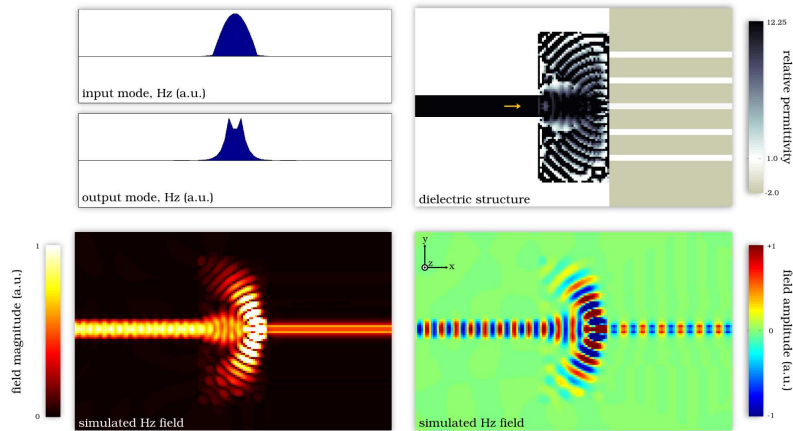 input mode, Hz (a.u.)
output mode, Hz (a.u.)
dielectric structure
12.25
1.0
-2.0
relative permittivity
field magnitude (a.u.)
1
0
simulated Hz field
y
z
x
simulated Hz field
+1
0
-1
field amplitude (a.u.)